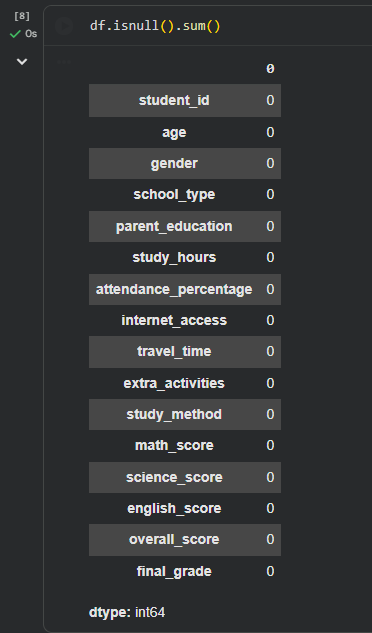 [8]
0s
df.isnull().sum()
0
student_id 0
age 0
gender 0
school_type 0
parent_education 0
study_hours 0
attendance_percentage 0
internet_access 0
travel_time 0
extra_activities 0
study_method 0
math_score 0
science_score 0
english_score 0
overall_score 0
final_grade 0
dtype: int64